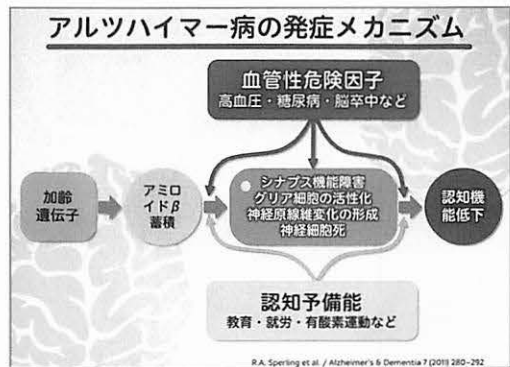 アルツハイマー病の発症メカニズム
血管性危険因子
高血圧・糖尿病・脳卒中など
加齢
遺伝子
アミロ
イドβ
蓄積
シナプス機能障害
グリア細胞の活性化
神経原線維変化の形成
神経細胞死
認知機
能低下
認知予備能
教育・就労・有酸素運動など
R.A. Sperling et al. / Alzheimer's & Dementia 7 (2011) 280–292